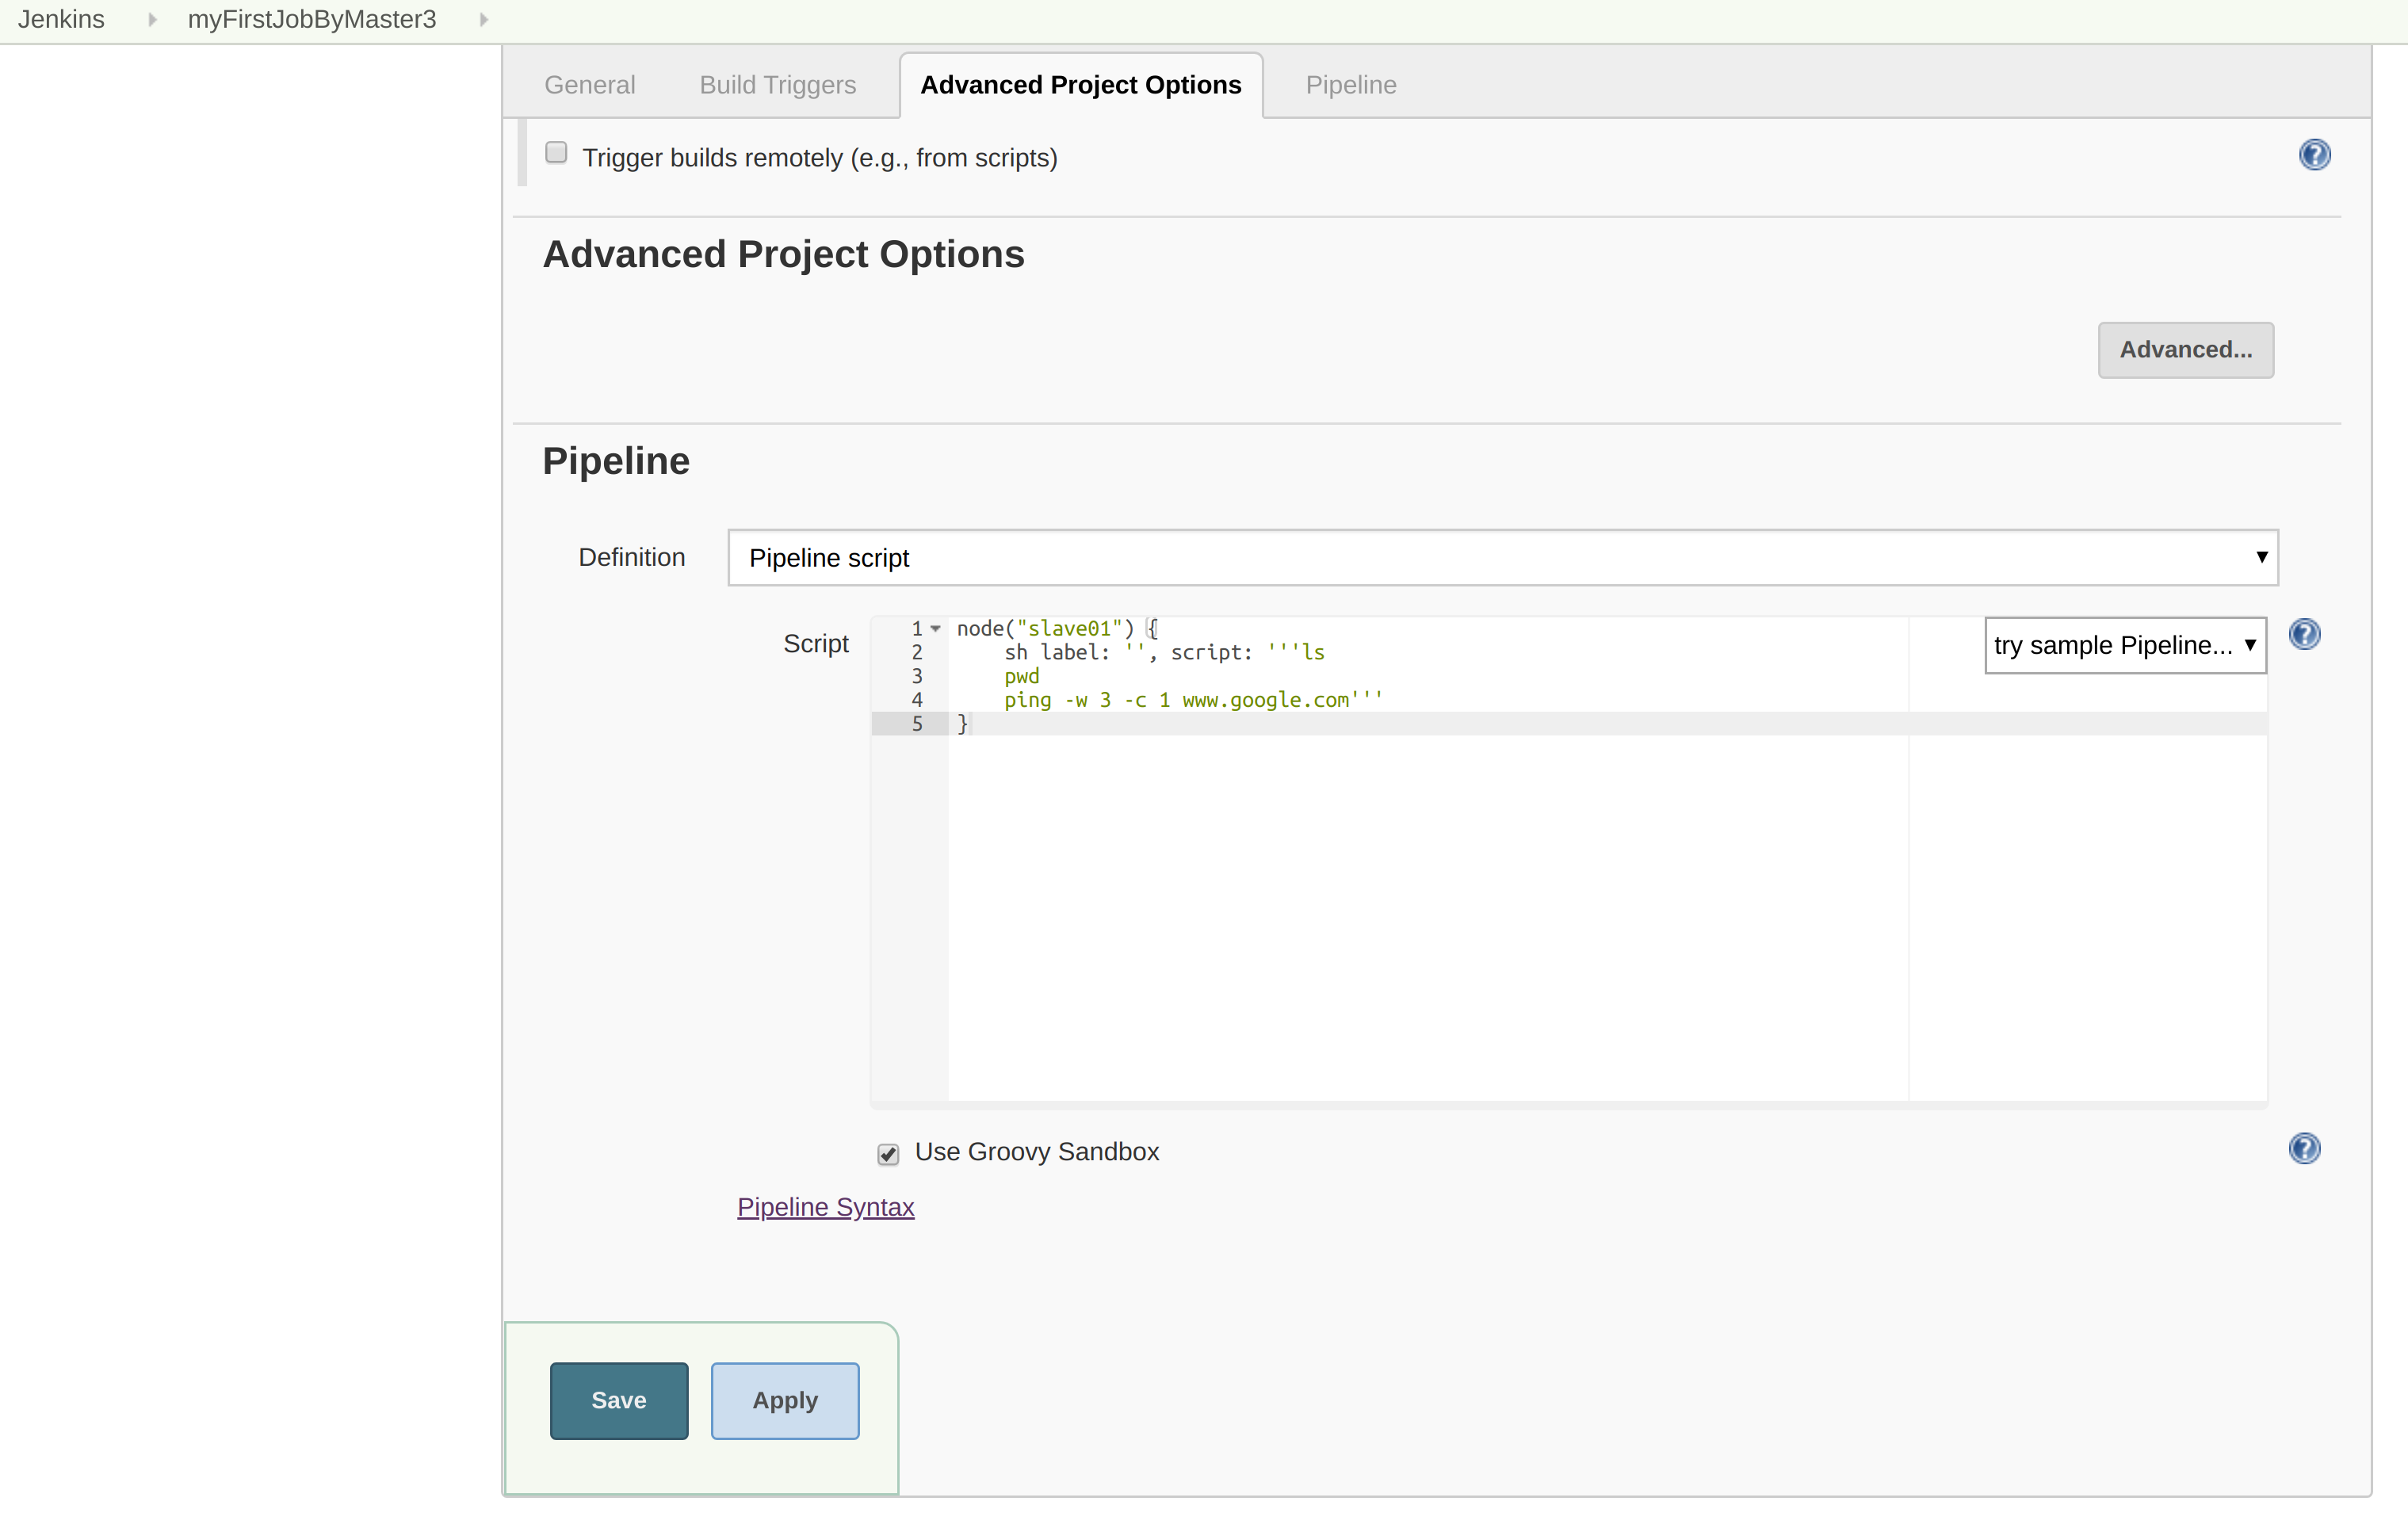 Jenkins myFirstJobByMaster3
General Build Triggers Advanced Project Options Pipeline
Trigger builds remotely (e.g., from scripts)
Advanced Project Options
Advanced...
Pipeline
Definition Pipeline script
Script
1 node("slave01") {
2 sh label: '', script: '''ls
3 pwd
4 ping -w 3 -c 1 www.google.com'''
5 }
try sample Pipeline...
Use Groovy Sandbox
Pipeline Syntax
Save Apply